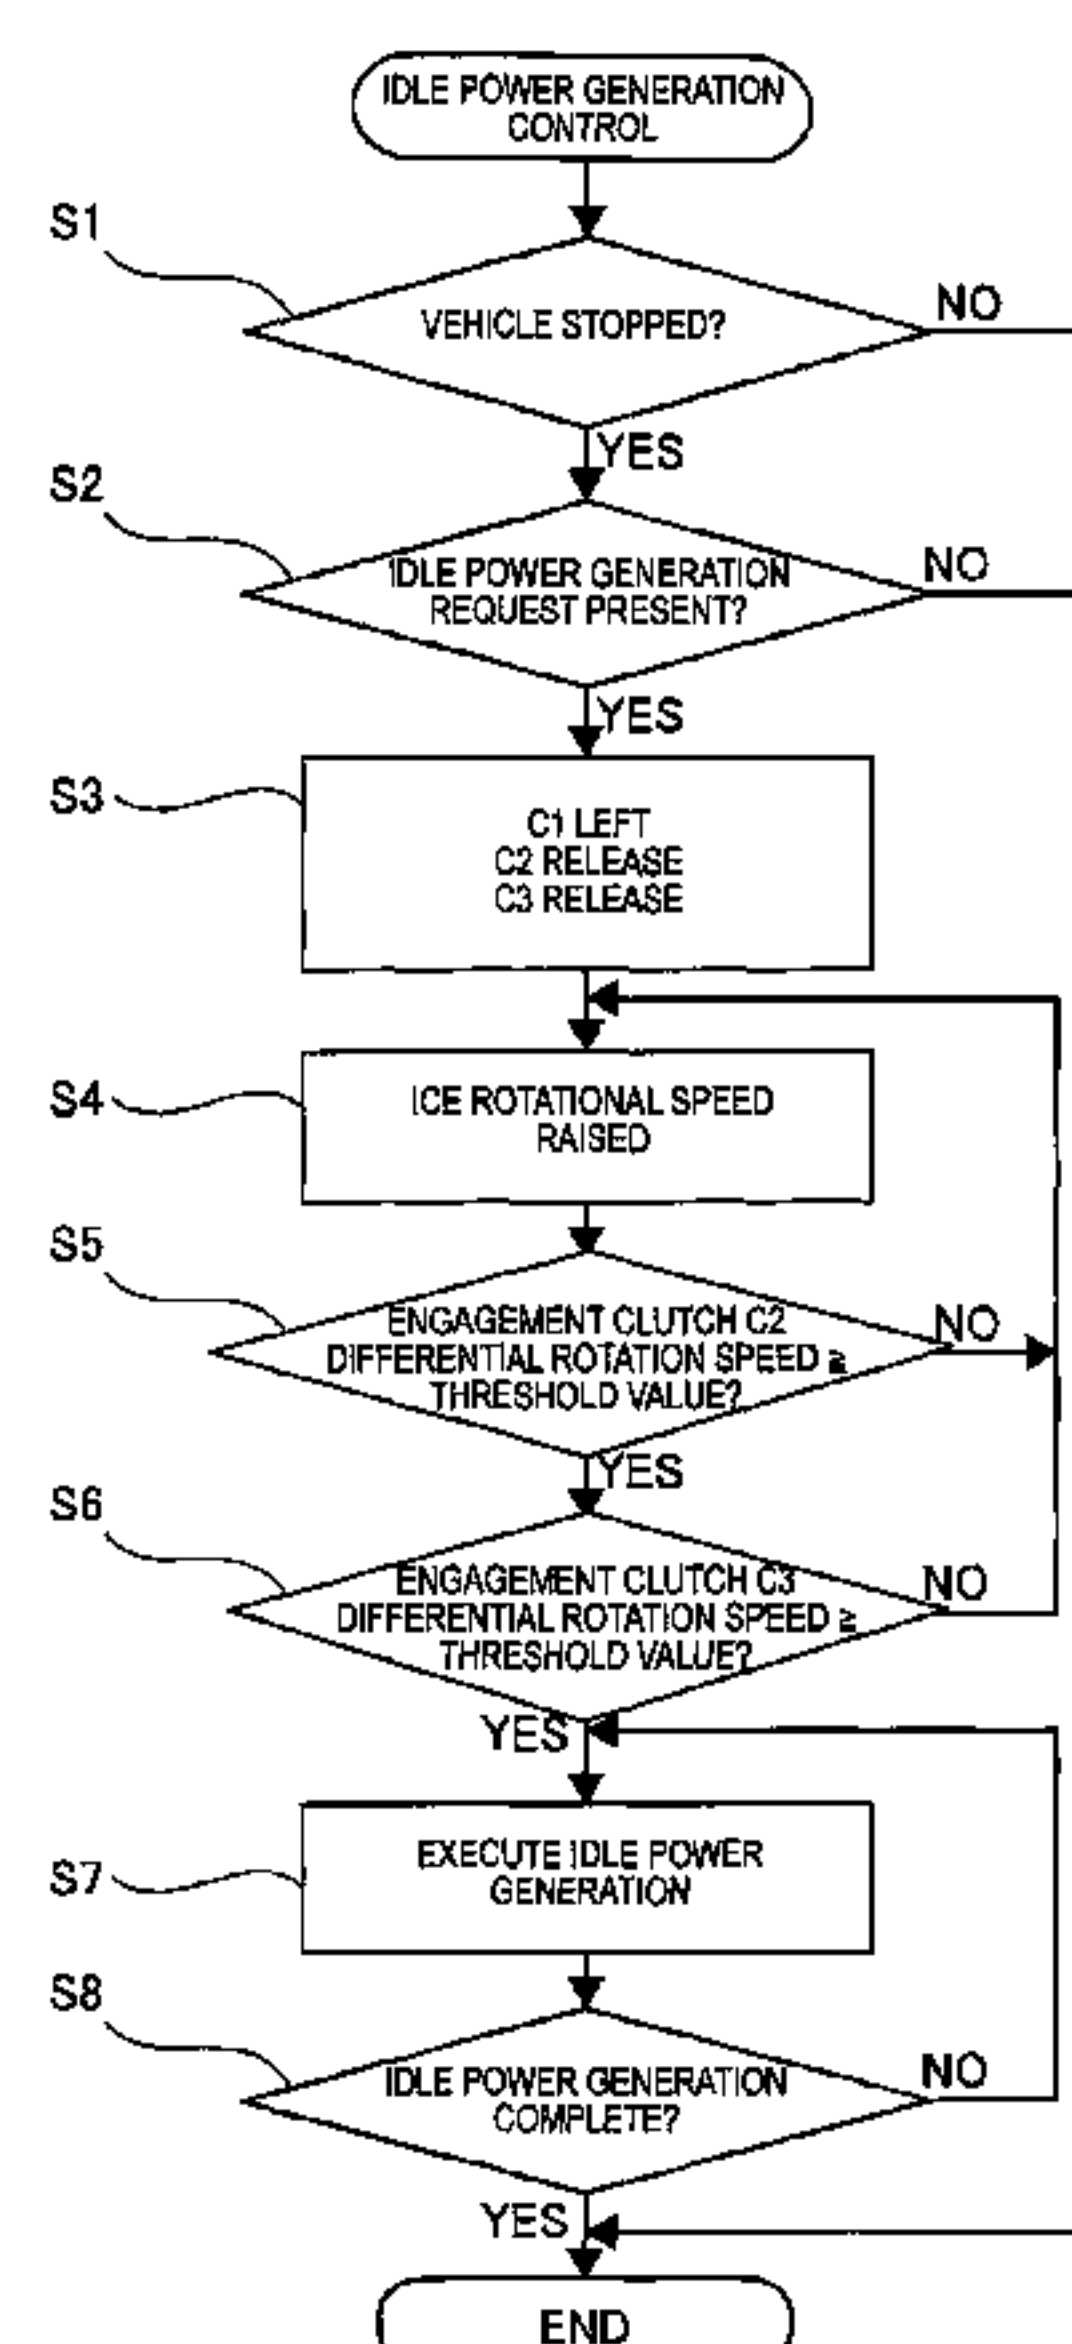 IDLE POWER GENERATION
CONTROL
S1
VEHICLE STOPPED?
NO
YES
S2
IDLE POWER GENERATION
REQUEST PRESENT?
NO
YES
S3
C1 LEFT
C2 RELEASE
C3 RELEASE
S4
ICE ROTATIONAL SPEED
RAISED
S5
ENGAGEMENT CLUTCH C2
DIFFERENTIAL ROTATION SPEED ≧
THRESHOLD VALUE?
NO
YES
S6
ENGAGEMENT CLUTCH C3
DIFFERENTIAL ROTATION SPEED ≧
THRESHOLD VALUE?
NO
YES
S7
EXECUTE IDLE POWER
GENERATION
S8
IDLE POWER GENERATION
COMPLETE?
NO
YES
END